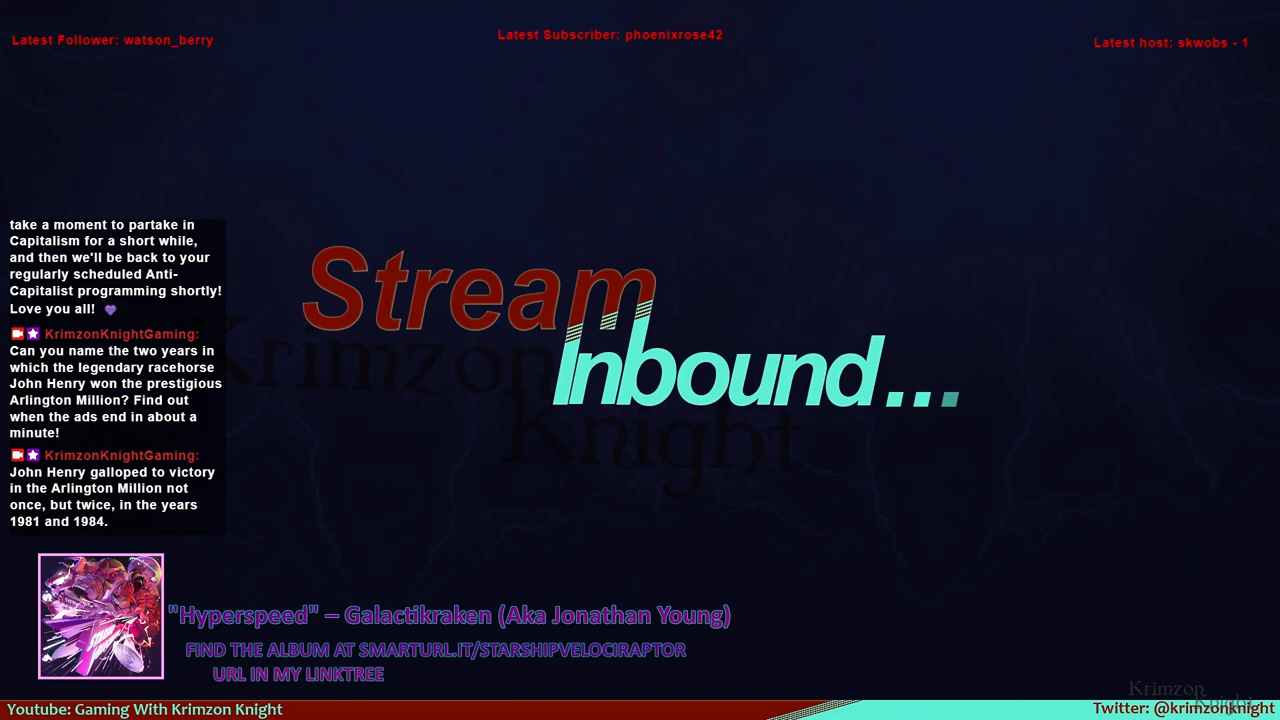 Latest Follower: watson_berry
Latest Subscriber: phoenixrose42
Latest host: skwobs - 1
Stream
Inbound...
Krimzon
Knight
take a moment to partake in
Capitalism for a short while,
and then we'll be back to your
regularly scheduled Anti-
Capitalist programming shortly!
Love you all!
KrimzonKnightGaming:
Can you name the two years in
which the legendary racehorse
John Henry won the prestigious
Arlington Million? Find out
when the ads end in about a
minute!
KrimzonKnightGaming:
John Henry galloped to victory
in the Arlington Million not
once, but twice, in the years
1981 and 1984.
"Hyperspeed" – Galactikraken (Aka Jonathan Young)
FIND THE ALBUM AT SMARTURL.IT/STARSHIPVELOCIRAPTOR
URL IN MY LINKTREE
Krimzon
Knight
Youtube: Gaming With Krimzon Knight
Twitter: @krimzonknight